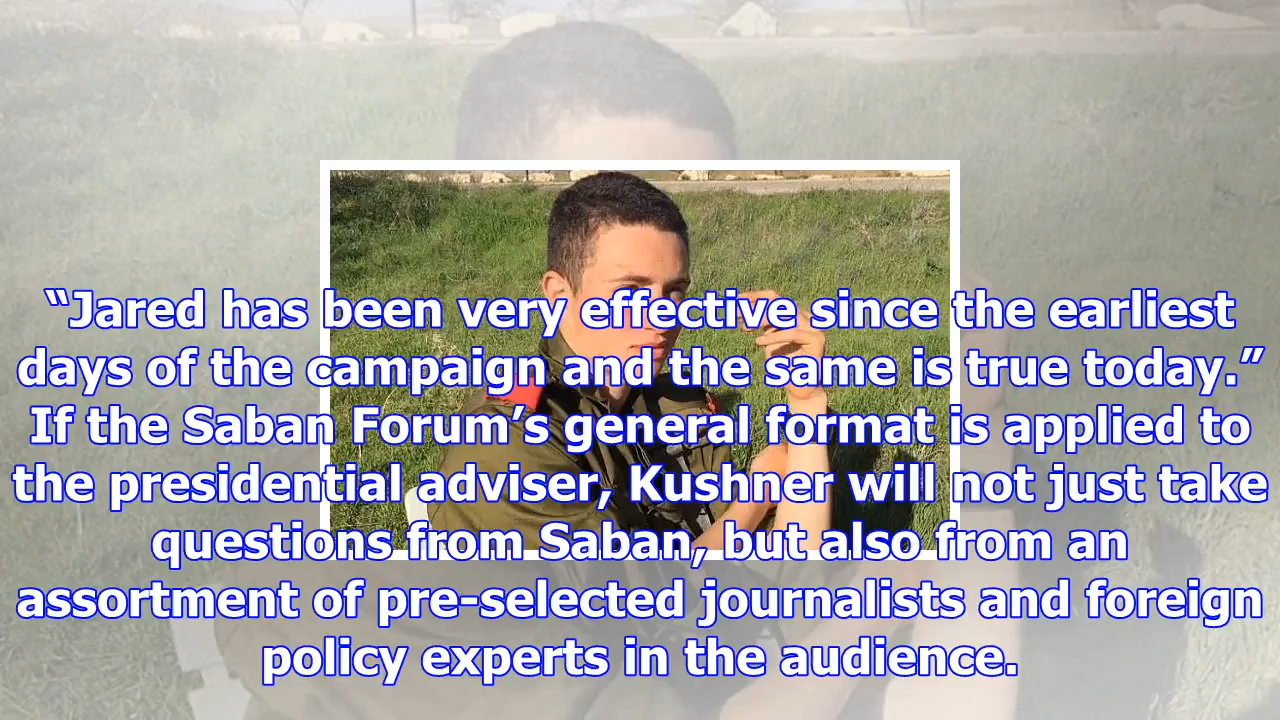 “Jared has been very effective since the earliest
days of the campaign and the same is true today.”
If the Saban Forum’s general format is applied to
the presidential adviser, Kushner will not just take
questions from Saban, but also from an
assortment of pre-selected journalists and foreign
policy experts in the audience.